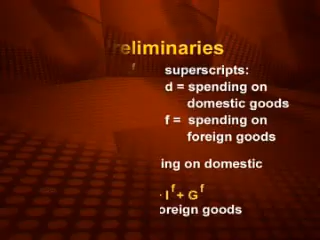 reliminaries
f superscripts:
d = spending on
domestic goods
f = spending on
foreign goods
ing on domestic
I f + G f
oreign goods